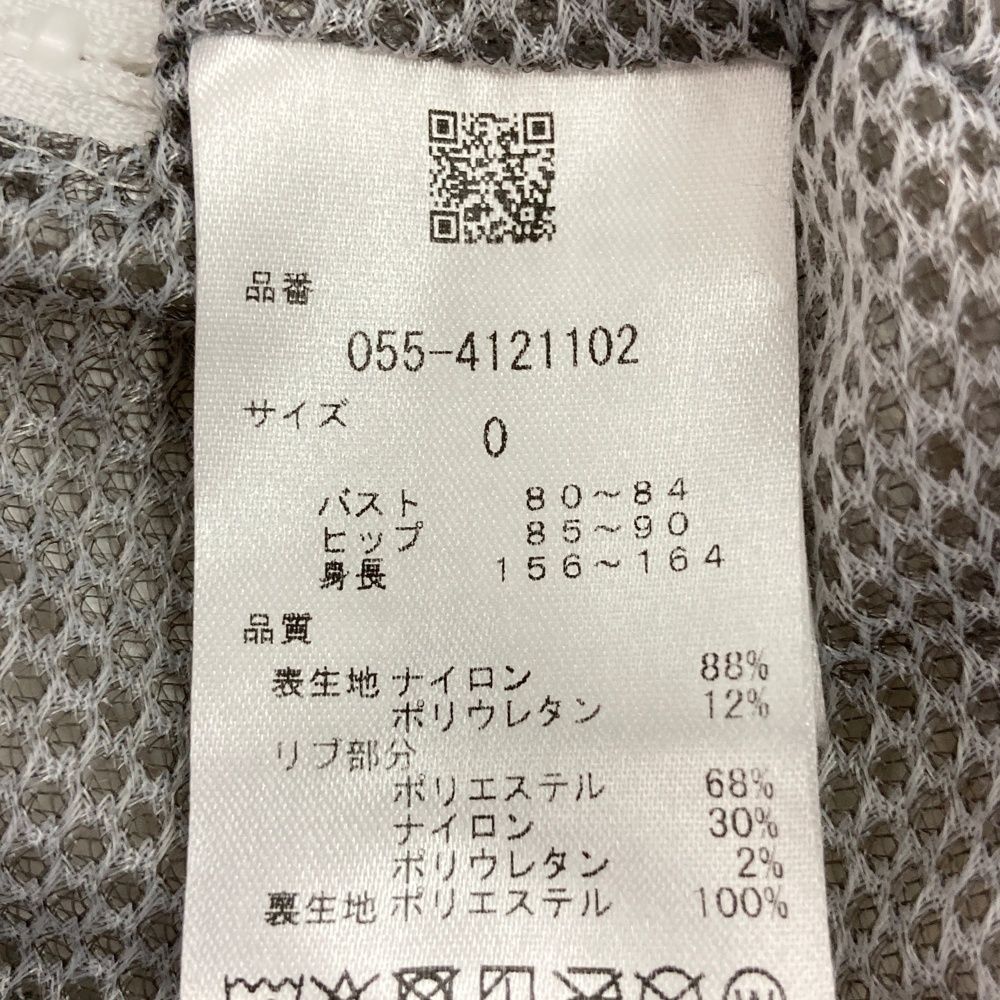 品番
055-4121102
サイズ
0
バスト 80～84
ヒップ 85～90
身長 156～164
品質
表生地 ナイロン 88%
ポリウレタン 12%
リブ部分
ポリエステル 68%
ナイロン 30%
ポリウレタン 2%
裏生地 ポリエステル 100%